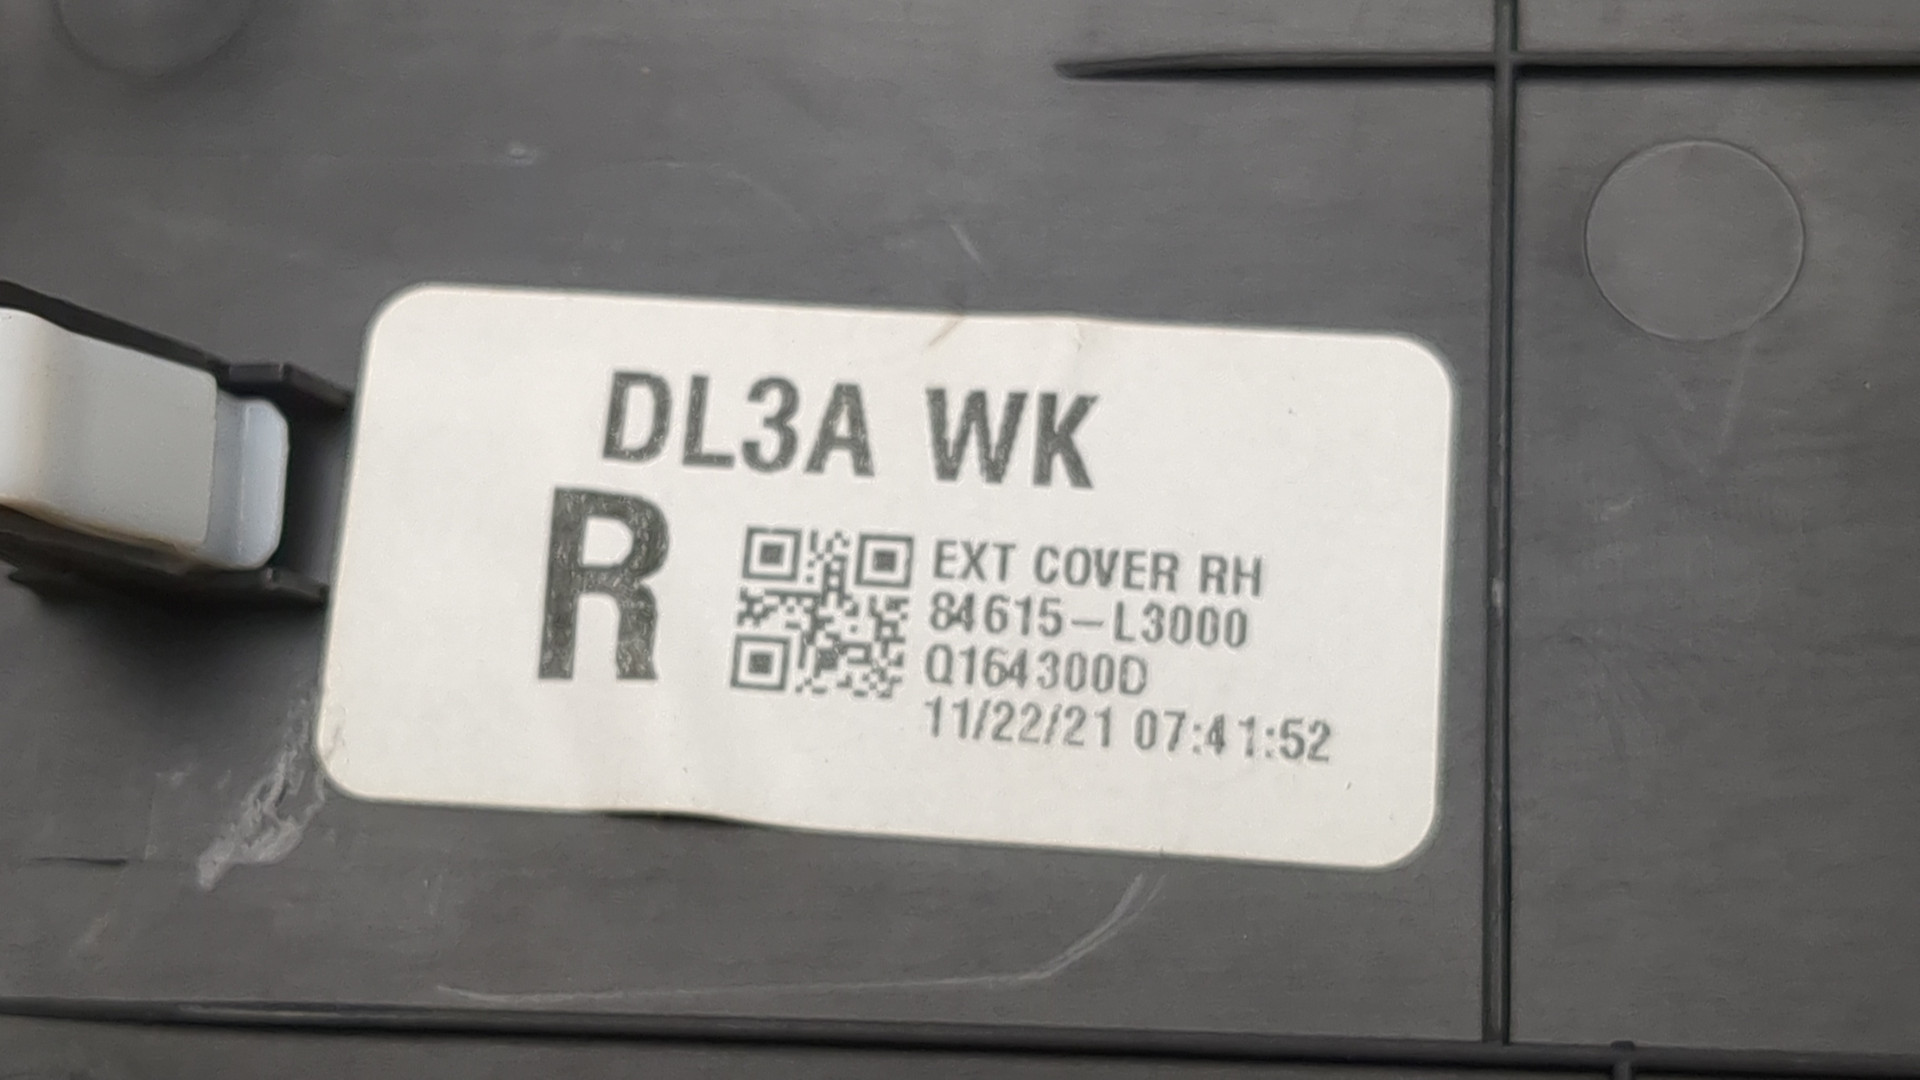 DL3A WK
R
EXT COVER RH
84615-L3000
Q164300D
11/22/21 07:41:52